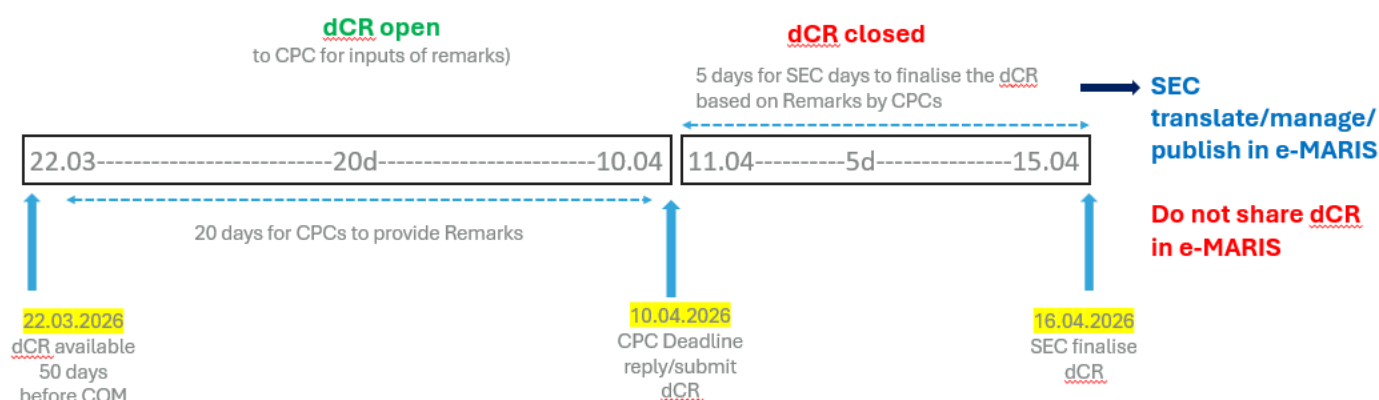 dCR open
to CPC for inputs of remarks)
dCR closed
5 days for SEC days to finalise the dCR
based on Remarks by CPCs
SEC
translate/manage/
publish in e-MARIS
Do not share dCR
in e-MARIS
22.03--------------------------20d------------------------10.04
11.04----------5d---------------15.04
20 days for CPCs to provide Remarks
22.03.2026
dCR available
50 days
before COM
10.04.2026
CPC Deadline
reply/submit
dCR
16.04.2026
SEC finalise
dCR